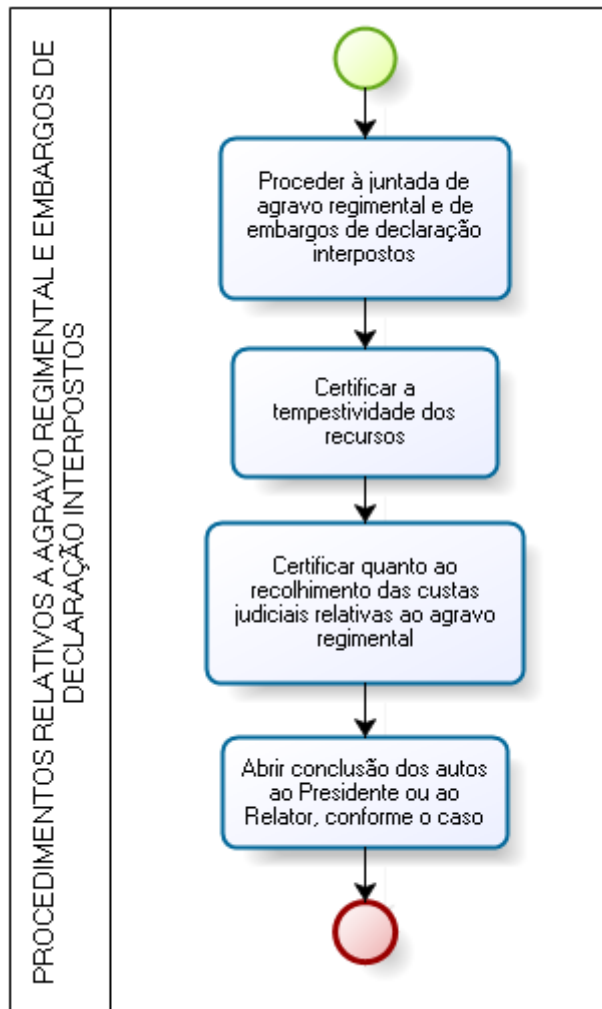 PROCEDIMENTOS RELATIVOS A AGRAVO REGIMENTAL E EMBARGOS DE
DECLARAÇÃO INTERPOSTOS
Proceder à juntada de
agravo regimental e de
embargos de declaração
interpostos
Certificar a
tempestividade dos
recursos
Certificar quanto ao
recolhimento das custas
judiciais relativas ao agravo
regimental
Abrir conclusão dos autos
ao Presidente ou ao
Relator, conforme o caso